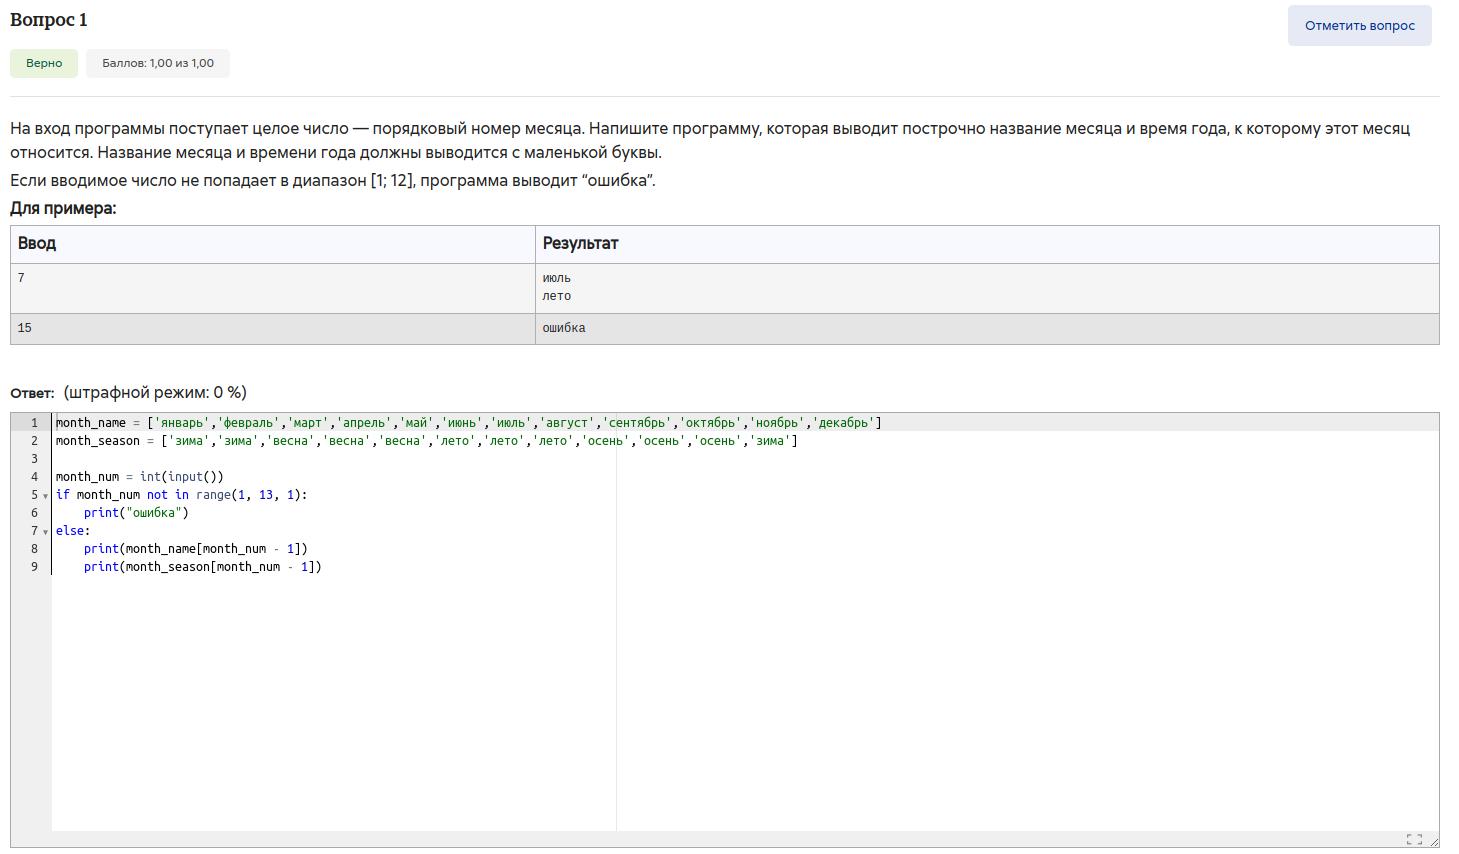 Вопрос 1
Отметить вопрос
Верно
Баллов: 1,00 из 1,00
На вход программы поступает целое число — порядковый номер месяца. Напишите программу, которая выводит построчно название месяца и время года, к которому этот месяц
относится. Название месяца и времени года должны выводится с маленькой буквы.
Если вводимое число не попадает в диапазон [1; 12], программа выводит “ошибка”.
Для примера:
Ввод Результат
7 июль
лето
15 ошибка
Ответ: (штрафной режим: 0 %)
1 month_name = ['январь','февраль','март','апрель','май','июнь','июль','август','сентябрь','октябрь','ноябрь','декабрь']
2 month_season = ['зима','зима','весна','весна','весна','лето','лето','лето','осень','осень','осень','зима']
3
4 month_num = int(input())
5 if month_num not in range(1, 13, 1):
6     print("ошибка")
7 else:
8     print(month_name[month_num - 1])
9     print(month_season[month_num - 1])